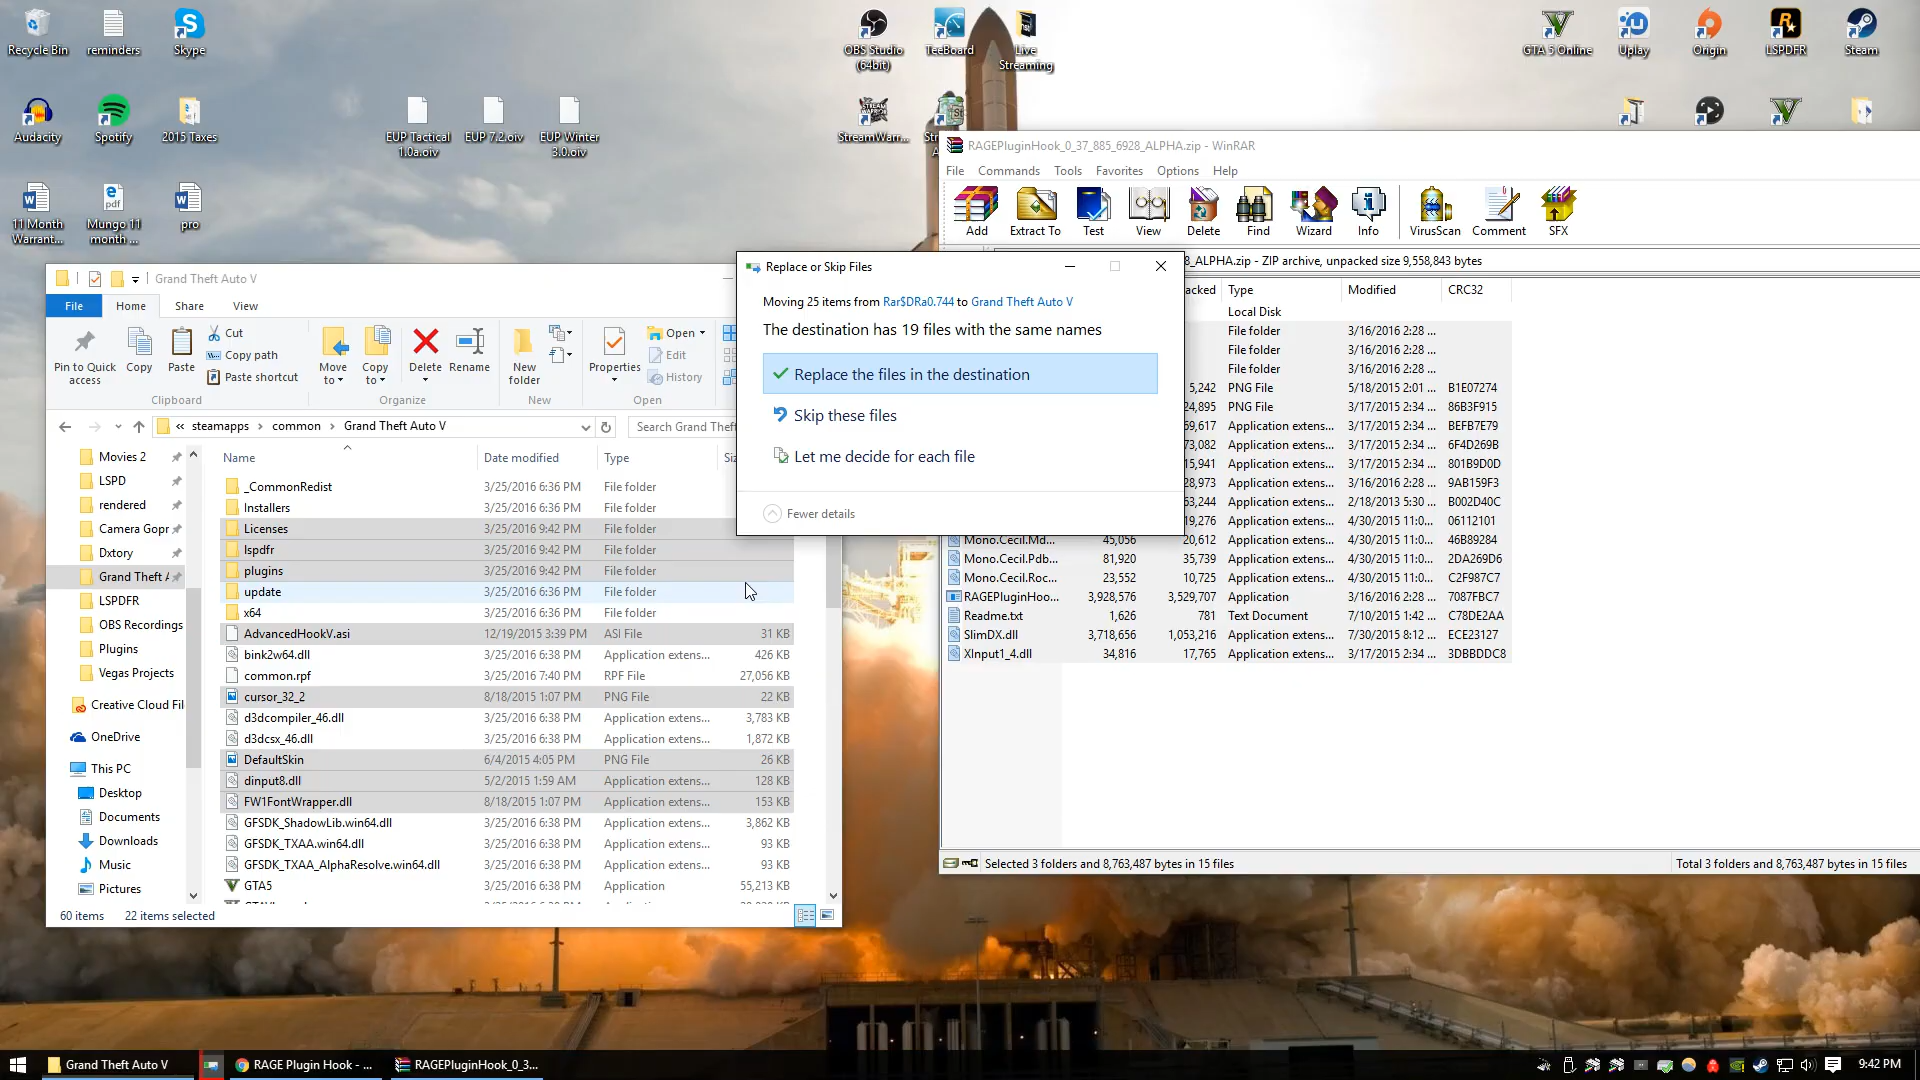 Recycle Bin
reminders
Skype
OBS Studio
(64bit)
TeeBoard
Live
Streaming
GTA 5 Online
Uplay
Origin
LSPDFR
Steam
Audacity
Spotify
2015 Taxes
EUP Tactical
1.0a.oiv
EUP 7.2.oiv
EUP Winter
3.0.oiv
StreamWarr...
11 Month
Warrant...
Mungo 11
month ...
pro
RAGEPluginHook_0_37_885_6928_ALPHA.zip - WinRAR
File Commands Tools Favorites Options Help
Add Extract To Test View Delete Find Wizard Info VirusScan Comment SFX
8_ALPHA.zip - ZIP archive, unpacked size 9,558,843 bytes
acked Type Modified CRC32
Local Disk
File folder 3/16/2016 2:28 ...
File folder 3/16/2016 2:28 ...
File folder 3/16/2016 2:28 ...
5,242 PNG File 5/18/2015 2:01 ... B1E07274
24,895 PNG File 3/17/2015 2:34 ... 86B3F915
69,617 Application extens... 3/17/2015 2:34 ... BEFB7E79
73,082 Application extens... 3/17/2015 2:34 ... 6F4D269B
15,941 Application extens... 3/17/2015 2:34 ... 801B9D0D
28,973 Application extens... 3/16/2016 2:28 ... 9AB159F3
63,244 Application extens... 2/18/2013 5:30 ... B002D40C
19,276 Application extens... 4/30/2015 11:0... 06112101
Mono.Cecil.Md... 45,056 20,612 Application extens... 4/30/2015 11:0... 46B89284
Mono.Cecil.Pdb... 81,920 35,739 Application extens... 4/30/2015 11:0... 2DA269D6
Mono.Cecil.Roc... 23,552 10,725 Application extens... 4/30/2015 11:0... C2F987C7
RAGEPluginHoo... 3,928,576 3,529,707 Application 3/16/2016 2:28 ... 7087FBC7
Readme.txt 1,626 781 Text Document 7/10/2015 1:42 ... C78DE2AA
SlimDX.dll 3,718,656 1,053,216 Application extens... 7/30/2015 8:12 ... ECE23127
XInput1_4.dll 34,816 17,765 Application extens... 3/17/2015 2:34 ... 3DBBDDC8
Selected 3 folders and 8,763,487 bytes in 15 files
Total 3 folders and 8,763,487 bytes in 15 files
Replace or Skip Files
Moving 25 items from Rar$DRa0.744 to Grand Theft Auto V
The destination has 19 files with the same names
Replace the files in the destination
Skip these files
Let me decide for each file
Fewer details
Grand Theft Auto V
File Home Share View
Pin to Quick
access
Copy
Paste
Cut
Copy path
Paste shortcut
Move
to
Copy
to
Delete
Rename
New
folder
Properties
Open
Edit
History
Clipboard Organize New Open
« steamapps > common > Grand Theft Auto V
Search Grand Thef
Name Date modified Type Siz
Movies 2
LSPD
rendered
Camera Gopr
Dxtory
Grand Theft A
LSPDFR
OBS Recordings
Plugins
Vegas Projects
Creative Cloud Fil
OneDrive
This PC
Desktop
Documents
Downloads
Music
Pictures
_CommonRedist 3/25/2016 6:36 PM File folder
Installers 3/25/2016 6:36 PM File folder
Licenses 3/25/2016 9:42 PM File folder
lspdfr 3/25/2016 9:42 PM File folder
plugins 3/25/2016 9:42 PM File folder
update 3/25/2016 6:36 PM File folder
x64 3/25/2016 6:36 PM File folder
AdvancedHookV.asi 12/19/2015 3:39 PM ASI File 31 KB
bink2w64.dll 3/25/2016 6:38 PM Application extens... 426 KB
common.rpf 3/25/2016 7:40 PM RPF File 27,056 KB
cursor_32_2 8/18/2015 1:07 PM PNG File 22 KB
d3dcompiler_46.dll 3/25/2016 6:38 PM Application extens... 3,783 KB
d3dcsx_46.dll 3/25/2016 6:38 PM Application extens... 1,872 KB
DefaultSkin 6/4/2015 4:05 PM PNG File 26 KB
dinput8.dll 5/2/2015 1:59 AM Application extens... 128 KB
FW1FontWrapper.dll 8/18/2015 1:07 PM Application extens... 153 KB
GFSDK_ShadowLib.win64.dll 3/25/2016 6:38 PM Application extens... 3,862 KB
GFSDK_TXAA.win64.dll 3/25/2016 6:38 PM Application extens... 93 KB
GFSDK_TXAA_AlphaResolve.win64.dll 3/25/2016 6:38 PM Application extens... 93 KB
GTA5 3/25/2016 6:38 PM Application 55,213 KB
60 items 22 items selected
Grand Theft Auto V
RAGE Plugin Hook - ...
RAGEPluginHook_0_3...
9:42 PM